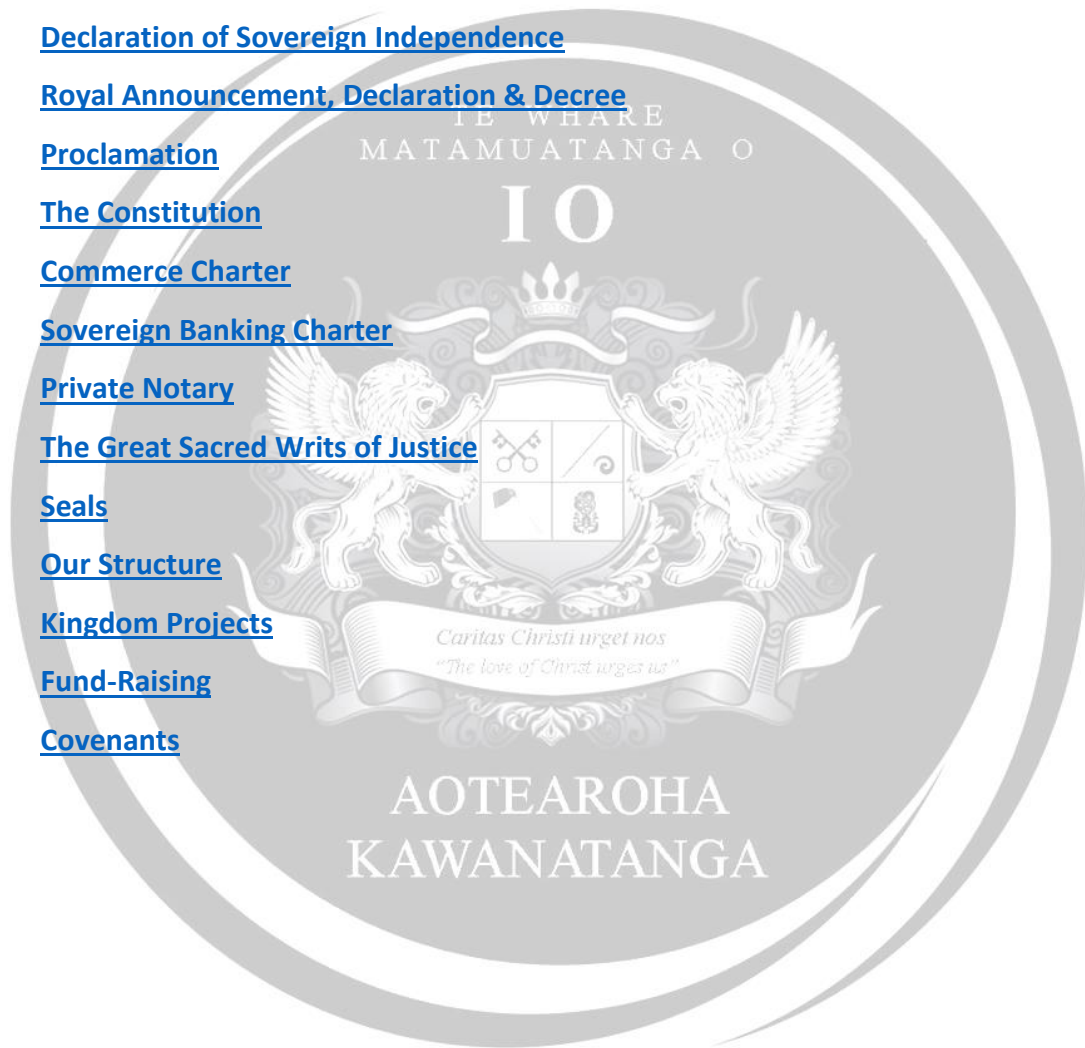 Declaration of Sovereign Independence
Royal Announcement, Declaration & Decree
TE WHARE
MATAMUATANGA O
Proclamation
IO
The Constitution
Commerce Charter
Sovereign Banking Charter
Private Notary
The Great Sacred Writs of Justice
Seals
Our Structure
Kingdom Projects
Caritas Christi urget nos
"The love of Christ urges us"
Fund-Raising
Covenants
AOTEAROHA
KAWANATANGA